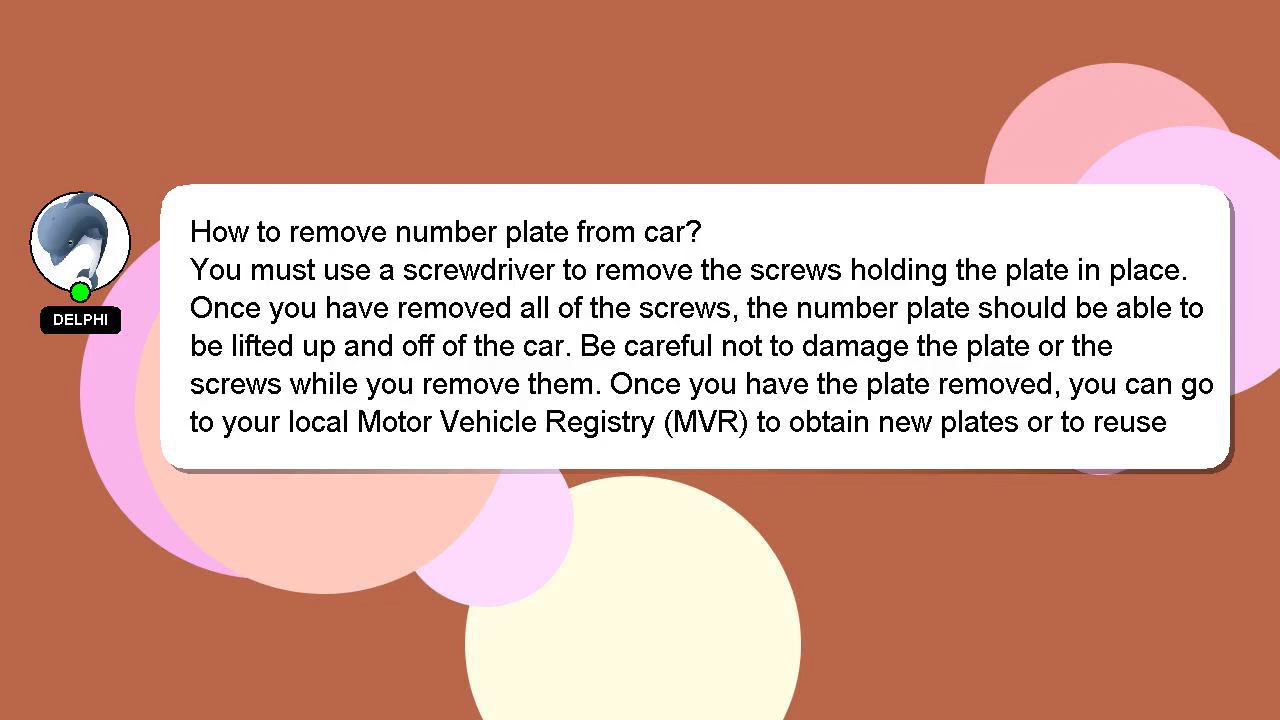 How to remove number plate from car?
You must use a screwdriver to remove the screws holding the plate in place.
Once you have removed all of the screws, the number plate should be able to
be lifted up and off of the car. Be careful not to damage the plate or the
screws while you remove them. Once you have the plate removed, you can go
to your local Motor Vehicle Registry (MVR) to obtain new plates or to reuse
DELPHI